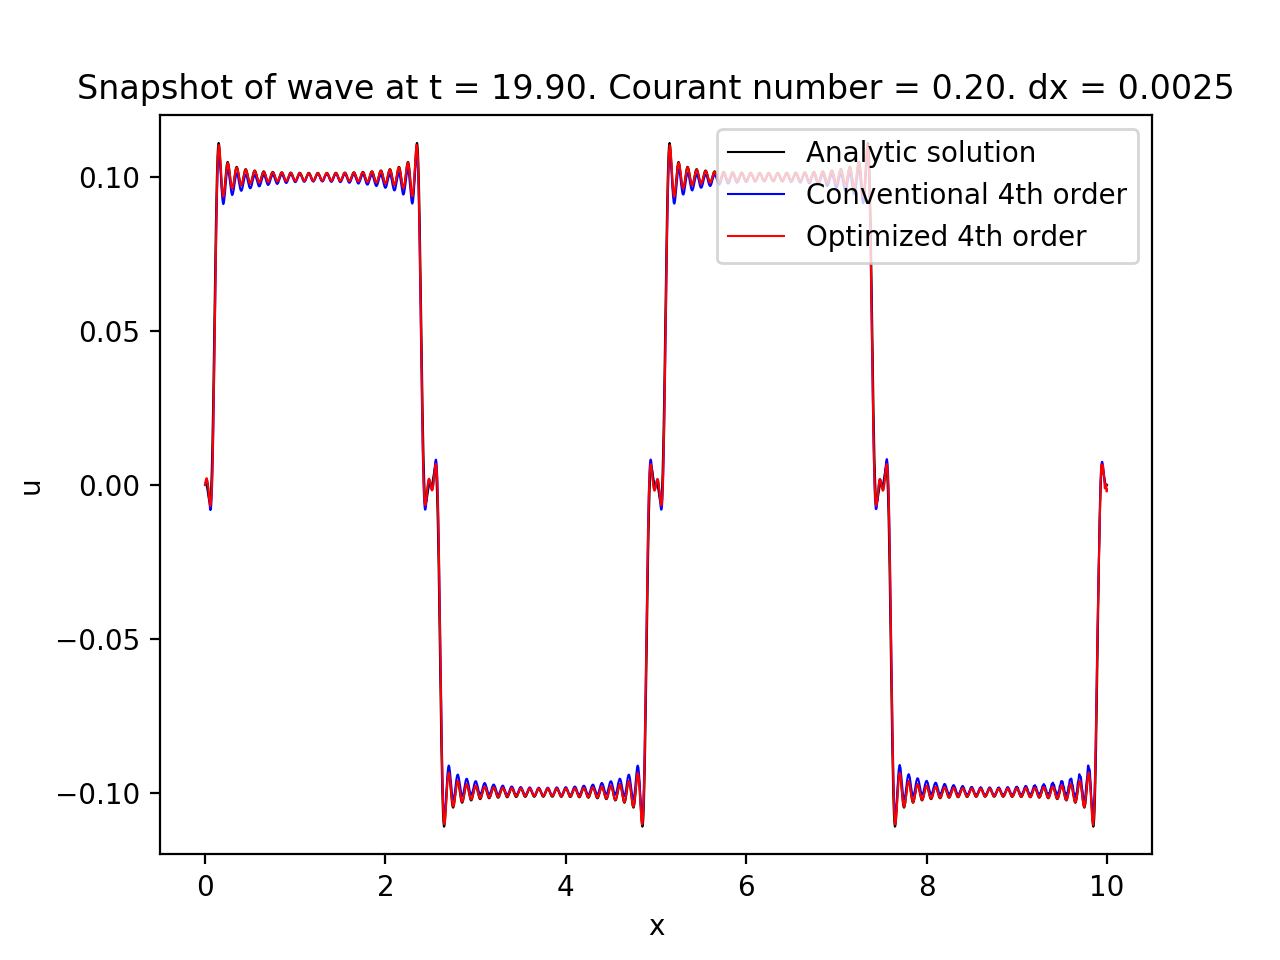 Snapshot of wave at t = 19.90. Courant number = 0.20. dx = 0.0025
Analytic solution
Conventional 4th order
Optimized 4th order
0.10
0.05
0.00
−0.05
−0.10
u
0 2 4 6 8 10
x